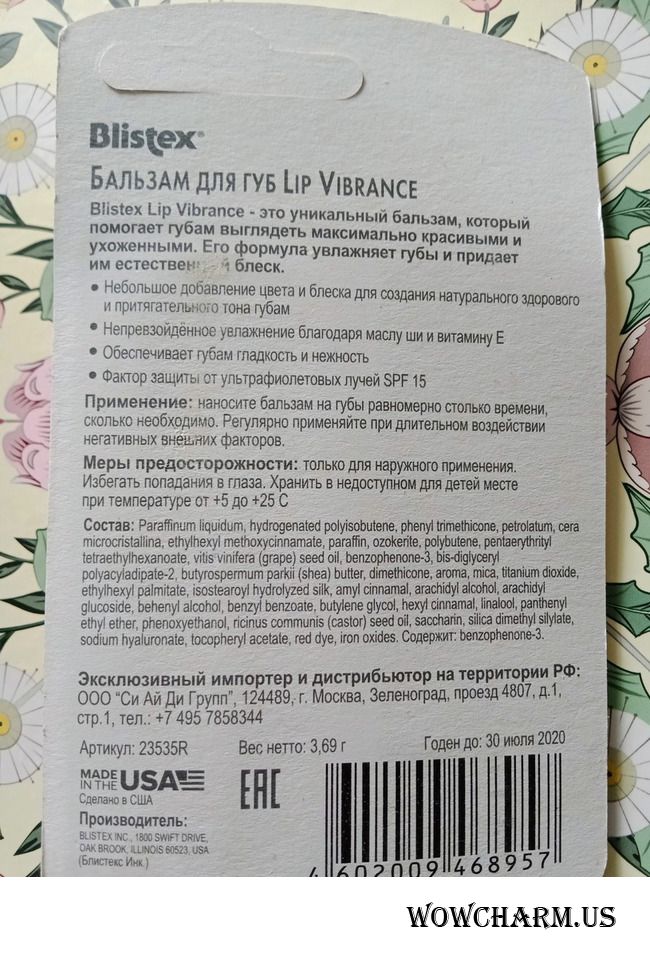 Blistex®
Бальзам для губ Lip Vibrance
Blistex Lip Vibrance - это уникальный бальзам, который
помогает губам выглядеть максимально красивыми и
ухоженными. Его формула увлажняет губы и придает
им блеск.
• Небольшое добавление цвета и блеска для создания натурального здорового
и притягательного тона губам
• Непревзойдённое увлажнение благодаря маслу ши и витамину Е
• Обеспечивает губам гладкость и нежность
• Фактор защиты от ультрафиолетовых лучей SPF 15
Применение: наносите бальзам на губы равномерно столько времени,
сколько необходимо. Регулярно применяйте при длительном воздействии
негативных внешних факторов.
Меры предосторожности: только для наружного применения.
Избегать попадания в глаза. Хранить в недоступном для детей месте
при температуре от +5 до +25 С
Состав: Paraffinum liquidum, hydrogenated polyisobutene, phenyl trimethicone, petrolatum, cera
microcristallina, ethylhexyl methoxycinnamate, paraffin, ozokerite, polybutene, pentaerythrityl
tetraethylhexanoate, vitis vinifera (grape) seed oil, benzophenone-3, bis-diglyceryl
polyacyladipate-2, butyrospermum parkii (shea) butter, dimethicone, aroma, mica, titanium dioxide,
ethylhexyl palmitate, isostearoyl hydrolyzed silk, amyl cinnamal, arachidyl alcohol, arachidyl
glucoside, behenyl alcohol, benzyl benzoate, butylene glycol, hexyl cinnamal, linalool, panthenyl
ethyl ether, phenoxyethanol, ricinus communis (castor) seed oil, saccharin, silica dimethyl silylate,
sodium hyaluronate, tocopheryl acetate, red dye, iron oxides. Содержит: benzophenone-3.
Эксклюзивный импортер и дистрибьютор на территории РФ:
ООО "Си Ай Ди Групп", 124489, г. Москва, Зеленоград, проезд 4807, д.1,
стр.1, тел.: +7 495 7858344
Артикул: 23535R Вес нетто: 3,69 г Годен до: 30 июля 2020
MADE IN THE USA
Сделано в США
EAC
Производитель:
BLISTEX INC., 1800 SWIFT DRIVE,
OAK BROOK, ILLINOIS 60523, USA
(Блистекс Инк.)
4 602009 468957
WOWCHARM.US